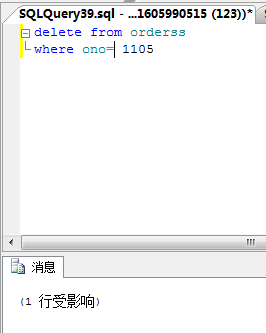 SQLQuery39.sql - ...1605990515 (123))*
delete from orderss
where ono= 1105
消息
(1 行受影响)